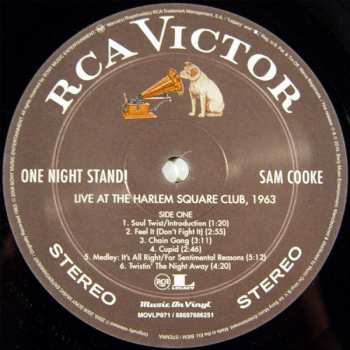 RCA VICTOR
ONE NIGHT STAND!
SAM COOKE
LIVE AT THE HARLEM SQUARE CLUB, 1963
SIDE ONE
1. Soul Twist/Introduction (1:20)
2. Feel It (Don't Fight It) (2:55)
3. Chain Gang (3:11)
4. Cupid (2:46)
5. Medley: It's All Right/For Sentimental Reasons (5:12)
6. Twistin' The Night Away (4:20)
STEREO
STEREO
RCA
LEGACY
Music On Vinyl
MOVLP971 / 88697686251